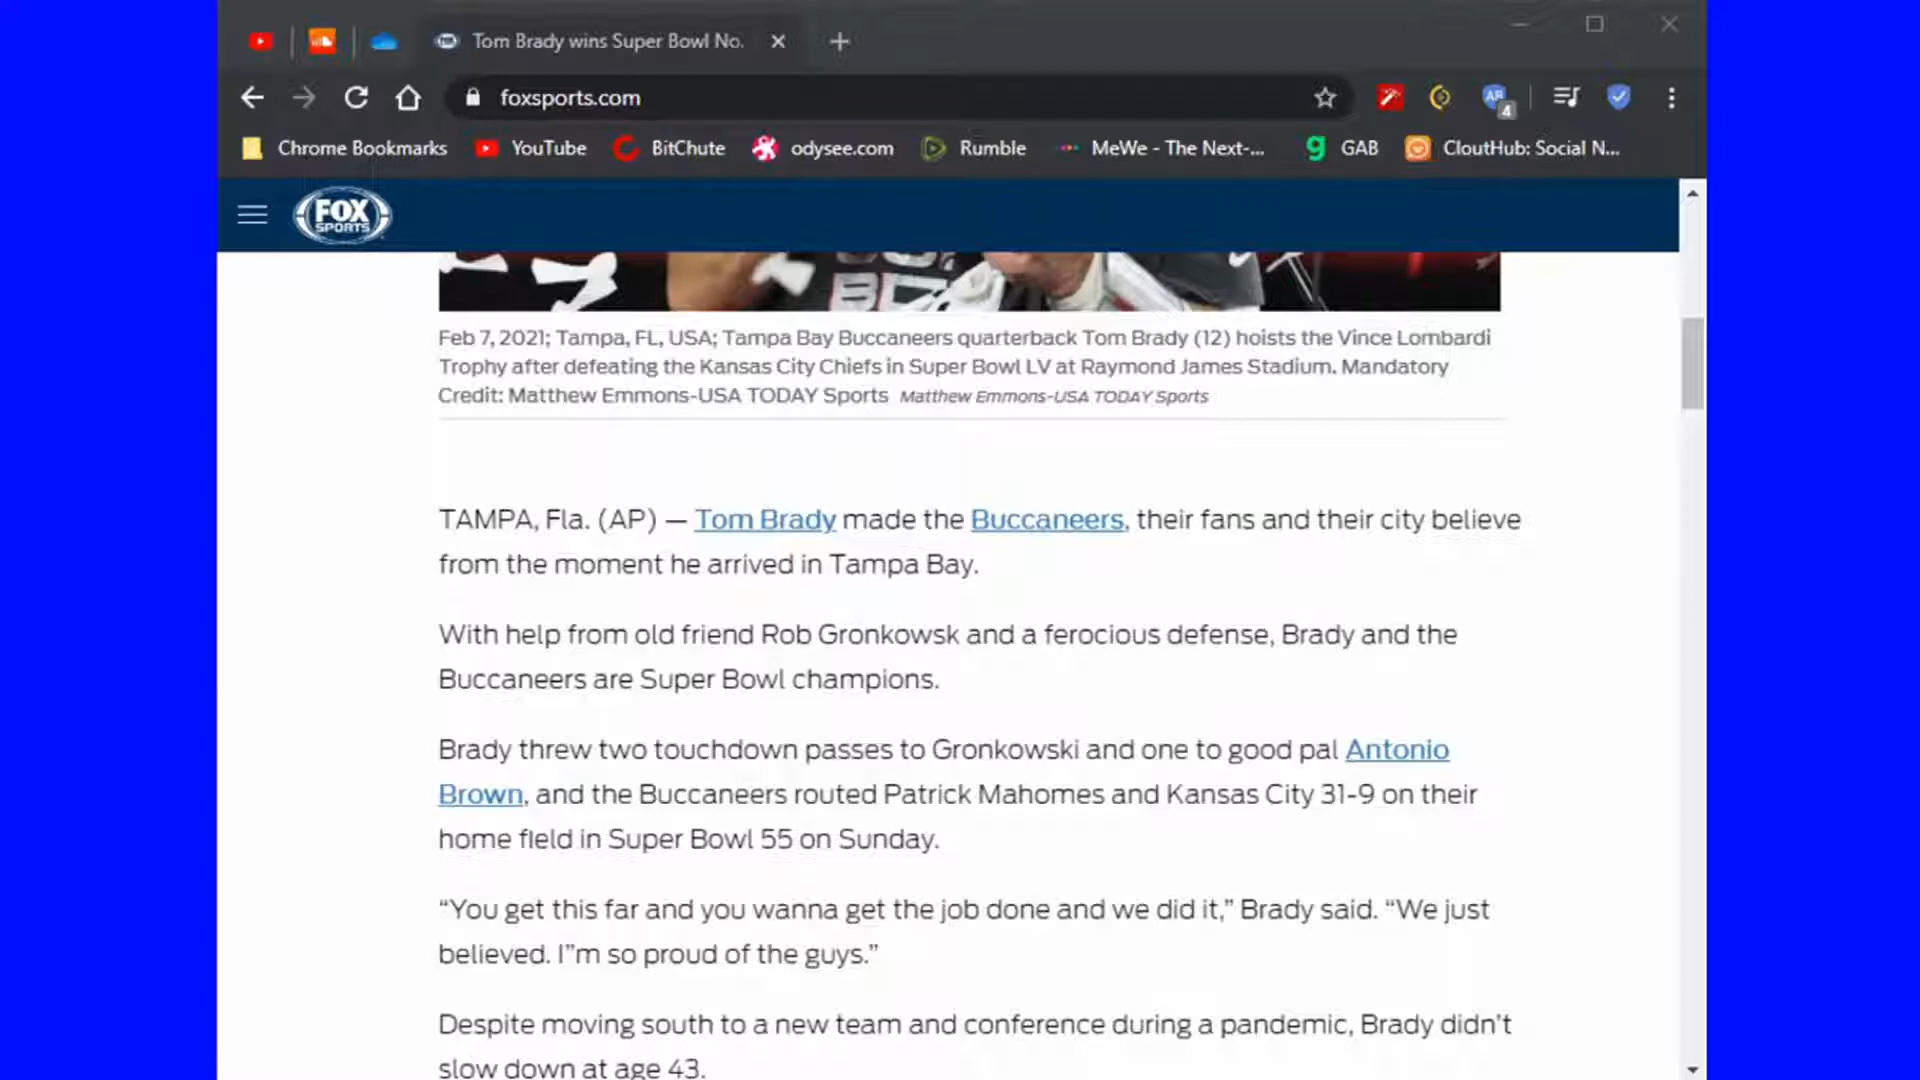 Tom Brady wins Super Bowl No.
foxsports.com
4
Chrome Bookmarks YouTube BitChute odysee.com Rumble MeWe - The Next-... GAB CloutHub: Social N...
FOX
SPORTS
Feb 7, 2021; Tampa, FL, USA; Tampa Bay Buccaneers quarterback Tom Brady (12) hoists the Vince Lombardi
Trophy after defeating the Kansas City Chiefs in Super Bowl LV at Raymond James Stadium. Mandatory
Credit: Matthew Emmons-USA TODAY Sports Matthew Emmons-USA TODAY Sports
TAMPA, Fla. (AP) — Tom Brady made the Buccaneers, their fans and their city believe
from the moment he arrived in Tampa Bay.
With help from old friend Rob Gronkowsk and a ferocious defense, Brady and the
Buccaneers are Super Bowl champions.
Brady threw two touchdown passes to Gronkowski and one to good pal Antonio
Brown, and the Buccaneers routed Patrick Mahomes and Kansas City 31-9 on their
home field in Super Bowl 55 on Sunday.
“You get this far and you wanna get the job done and we did it,” Brady said. “We just
believed. I”m so proud of the guys.”
Despite moving south to a new team and conference during a pandemic, Brady didn’t
slow down at age 43.